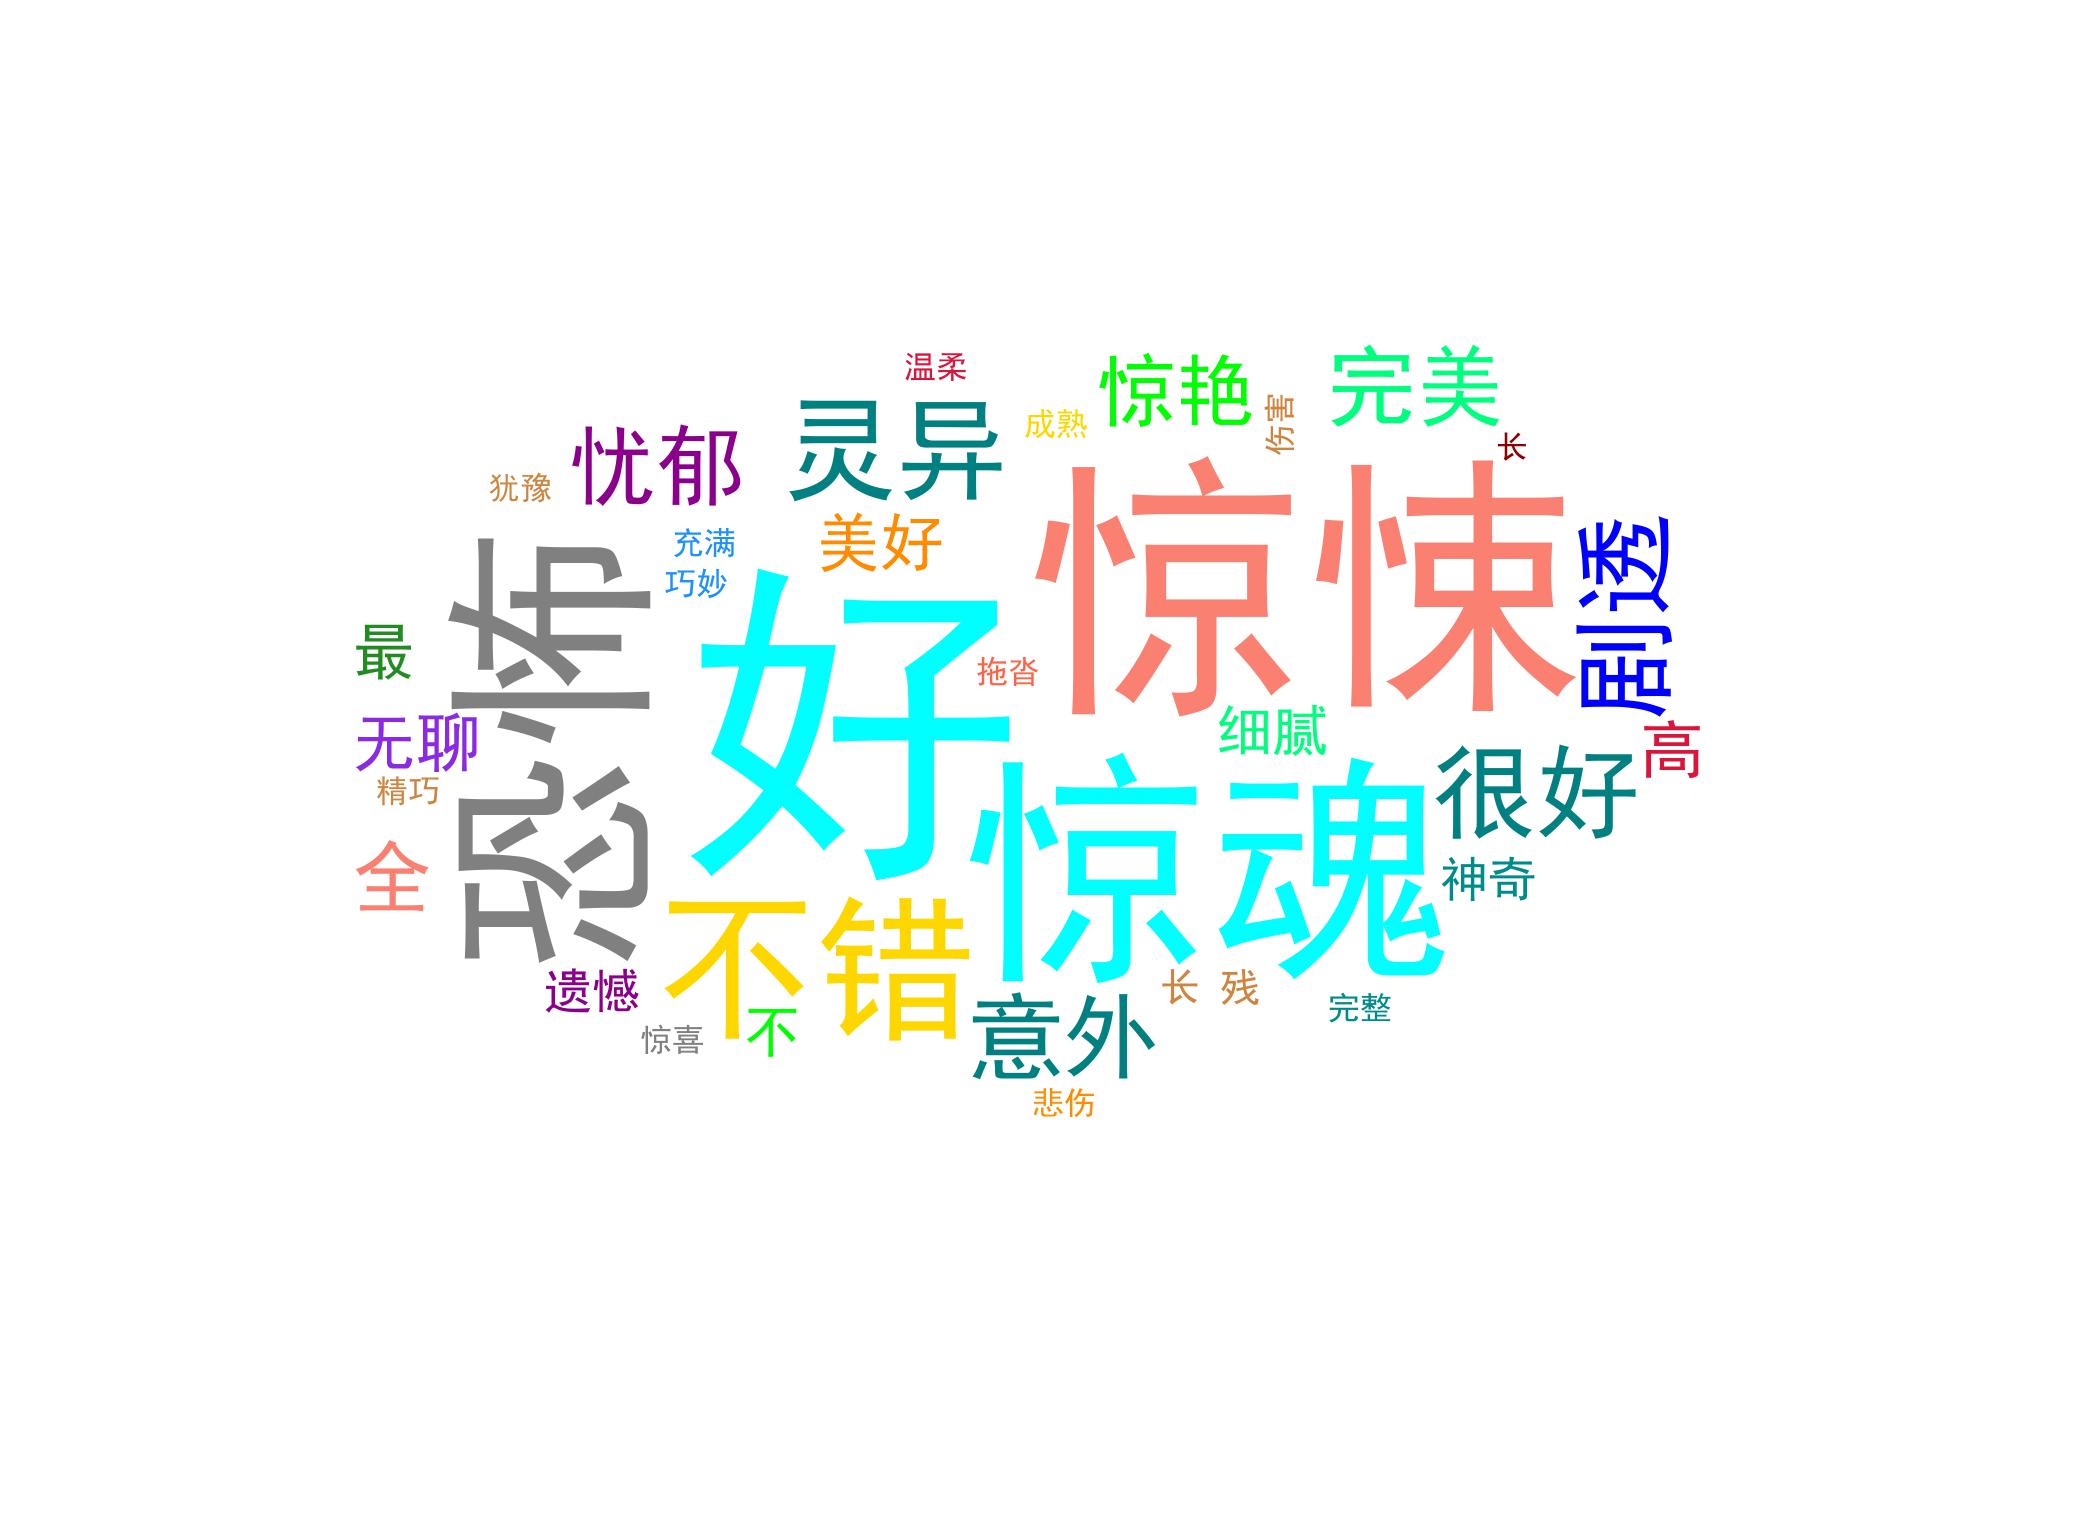 温柔
惊艳
完美
灵异
成熟
伤害
忧郁
长
犹豫
惊悚
美好
充满
巧妙
剧透
恐怖
好
最
拖沓
无聊
细腻
高
精巧
惊魂
很好
全
神奇
不错
遗憾
长
残
惊喜
不
意外
完整
悲伤